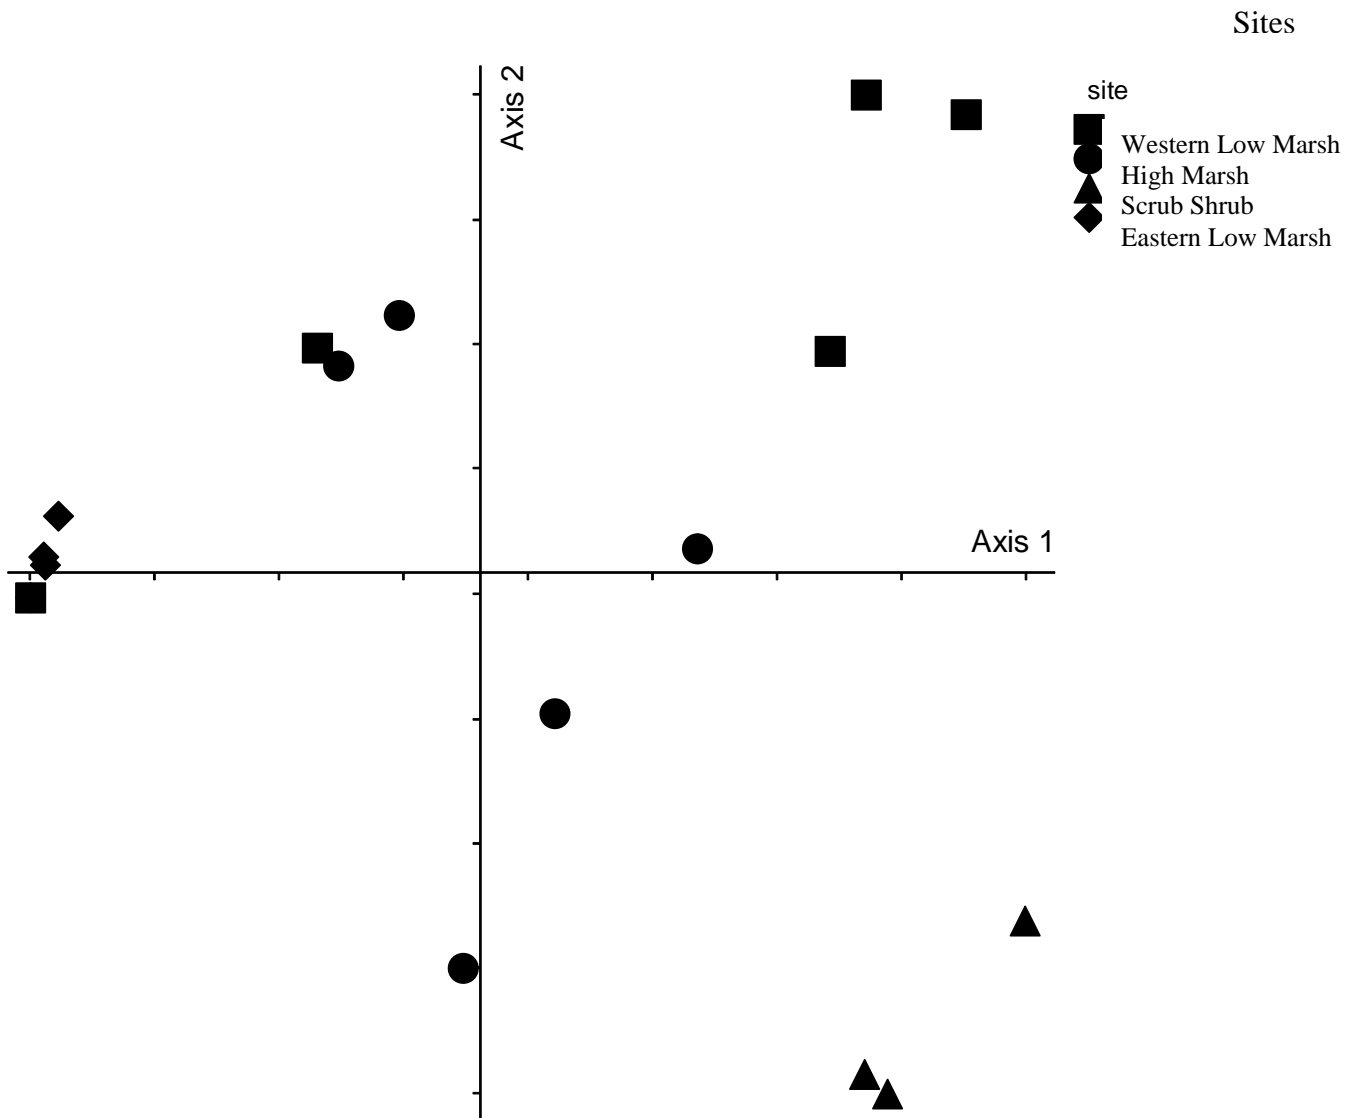 Sites
Axis 2
site
Western Low Marsh
High Marsh
Scrub Shrub
Eastern Low Marsh
Axis 1